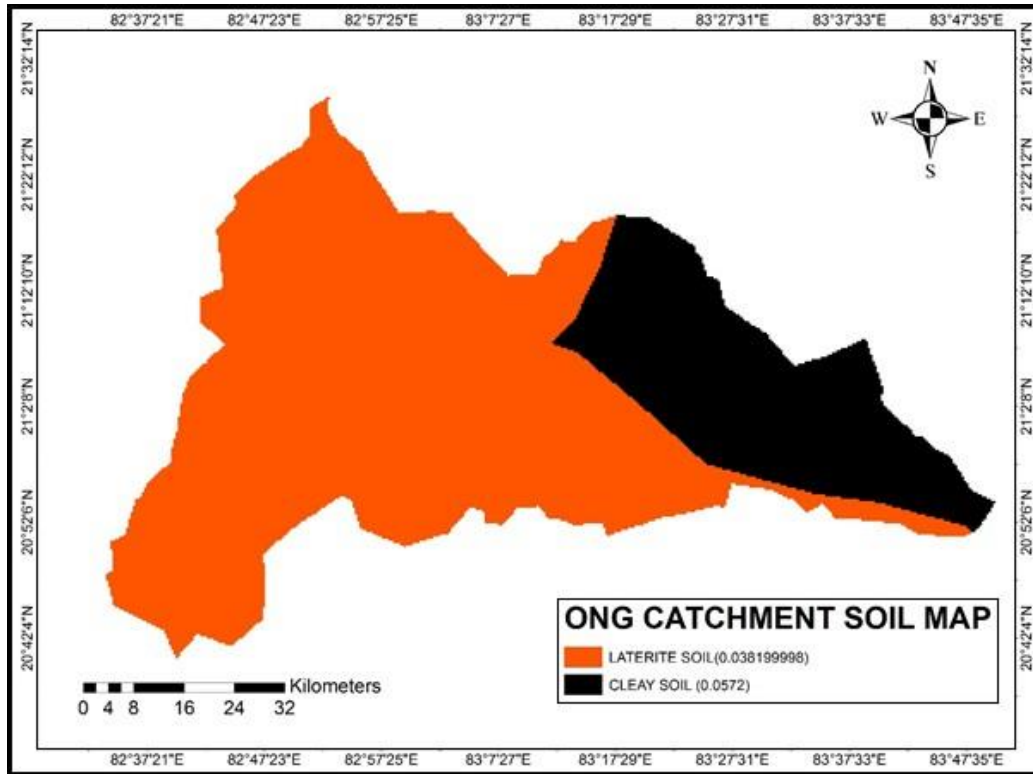 82°37'21"E 82°47'23"E 82°57'25"E 83°7'27"E 83°17'29"E 83°27'31"E 83°37'33"E 83°47'35"E
21°32'14"N 21°32'14"N
N
W E
S
21°22'12"N 21°22'12"N
21°12'10"N 21°12'10"N
21°2'8"N 21°2'8"N
20°52'6"N 20°52'6"N
20°42'4"N 20°42'4"N
ONG CATCHMENT SOIL MAP
LATERITE SOIL(0.038199998)
CLEAY SOIL (0.0572)
Kilometers
0 4 8 16 24 32
82°37'21"E 82°47'23"E 82°57'25"E 83°7'27"E 83°17'29"E 83°27'31"E 83°37'33"E 83°47'35"E